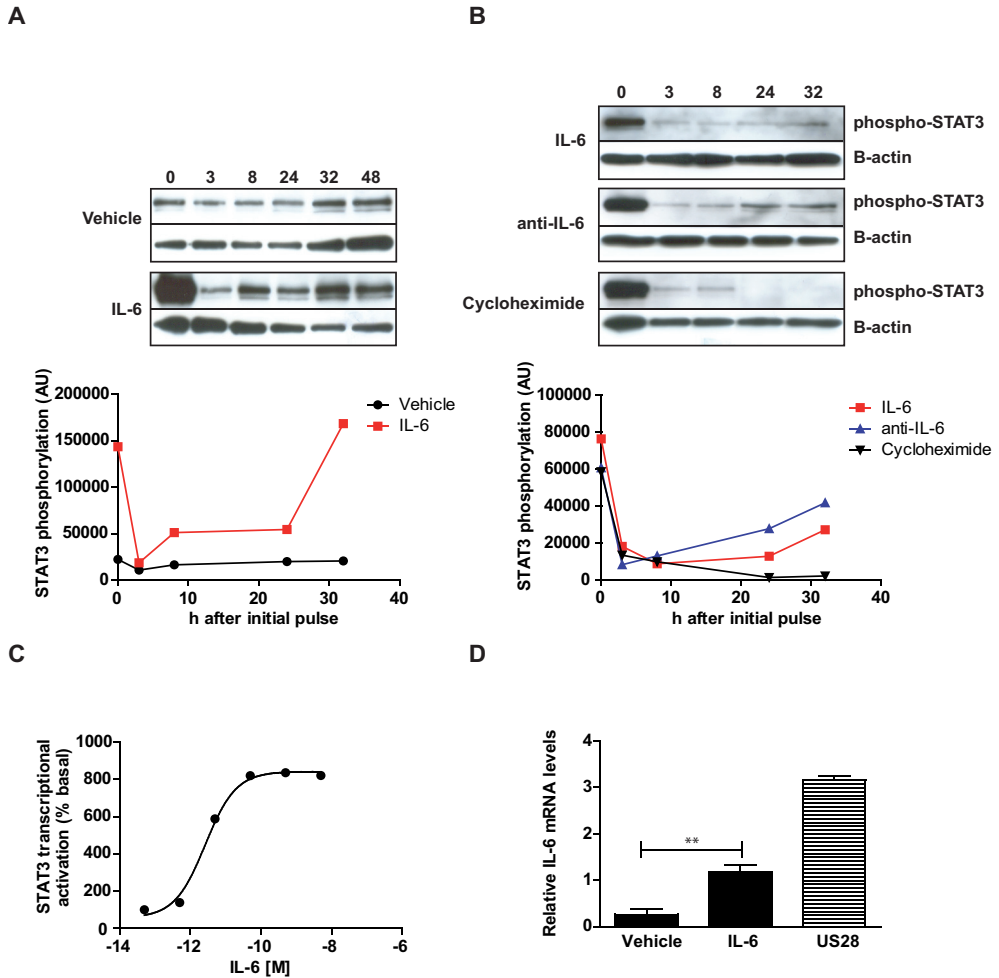 A
0 3 8 24 32 48
Vehicle
IL-6
STAT3 phosphorylation (AU)
200000
150000
100000
50000
0
0 10 20 30 40
h after initial pulse
Vehicle
IL-6
B
0 3 8 24 32
IL-6
phospho-STAT3
B-actin
anti-IL-6
phospho-STAT3
B-actin
Cycloheximide
phospho-STAT3
B-actin
STAT3 phosphorylation (AU)
100000
80000
60000
40000
20000
0
0 10 20 30 40
h after initial pulse
IL-6
anti-IL-6
Cycloheximide
C
STAT3 transcriptional
activation (% basal)
1000
800
600
400
200
0
-14 -12 -10 -8 -6
IL-6 [M]
D
Relative IL-6 mRNA levels
4
3
2
1
0
**
Vehicle IL-6 US28